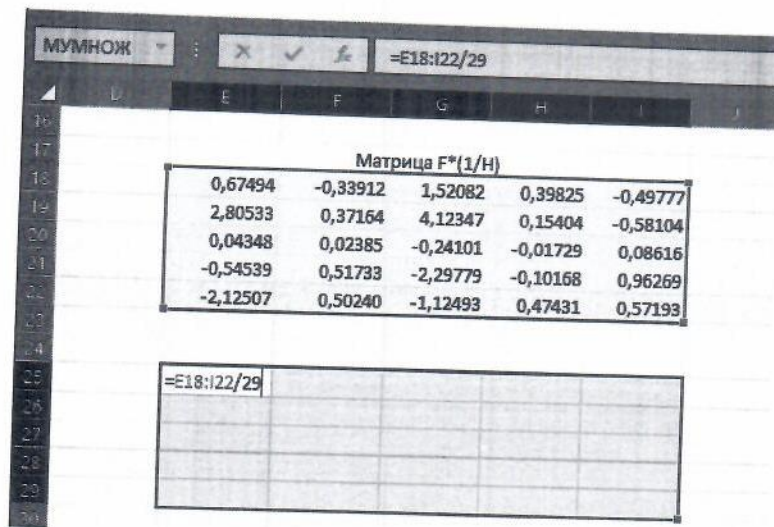 МУМНОЖ fx =E18:I22/29
D E F G H I J
16
17 Матрица F*(1/H)
18 0,67494 -0,33912 1,52082 0,39825 -0,49777
19 2,80533 0,37164 4,12347 0,15404 -0,58104
20 0,04348 0,02385 -0,24101 -0,01729 0,08616
21 -0,54539 0,51733 -2,29779 -0,10168 0,96269
22 -2,12507 0,50240 -1,12493 0,47431 0,57193
23
24
25 =E18:I22/29
26
27
28
29
30